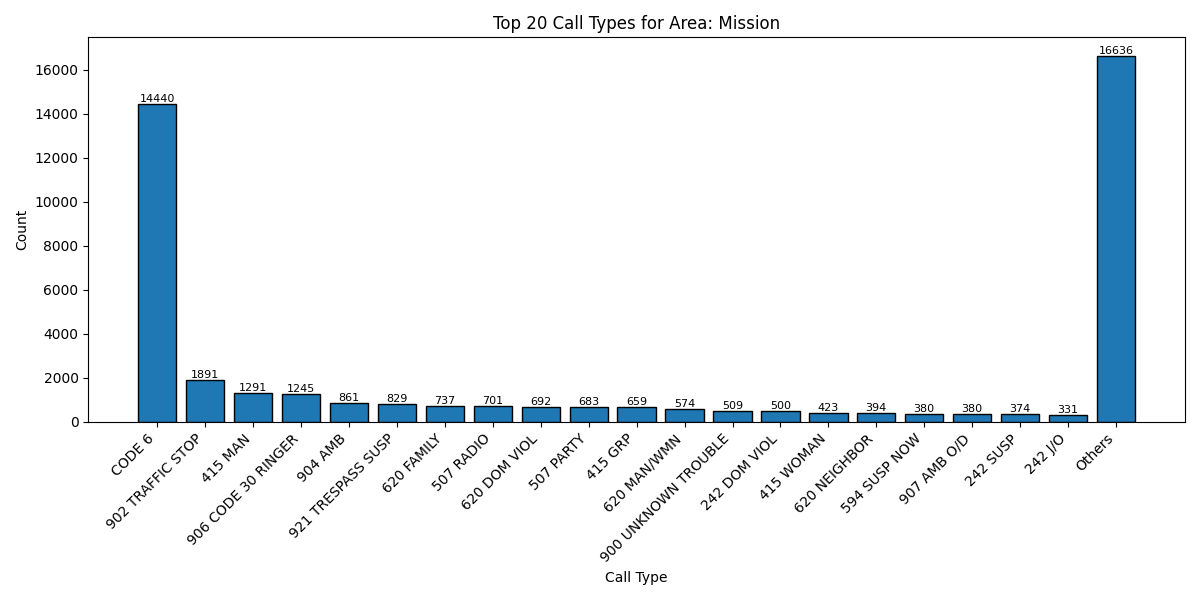 Top 20 Call Types for Area: Mission
Count
16000
14000
12000
10000
8000
6000
4000
2000
0
14440
1891
1291
1245
861
829
737
701
692
683
659
574
509
500
423
394
380
380
374
331
16636
CODE 6
902 TRAFFIC STOP
415 MAN
906 CODE 30 RINGER
904 AMB
921 TRESPASS SUSP
620 FAMILY
507 RADIO
620 DOM VIOL
507 PARTY
415 GRP
620 MAN/WMN
900 UNKNOWN TROUBLE
242 DOM VIOL
415 WOMAN
620 NEIGHBOR
594 SUSP NOW
907 AMB O/D
242 SUSP
242 J/O
Others
Call Type